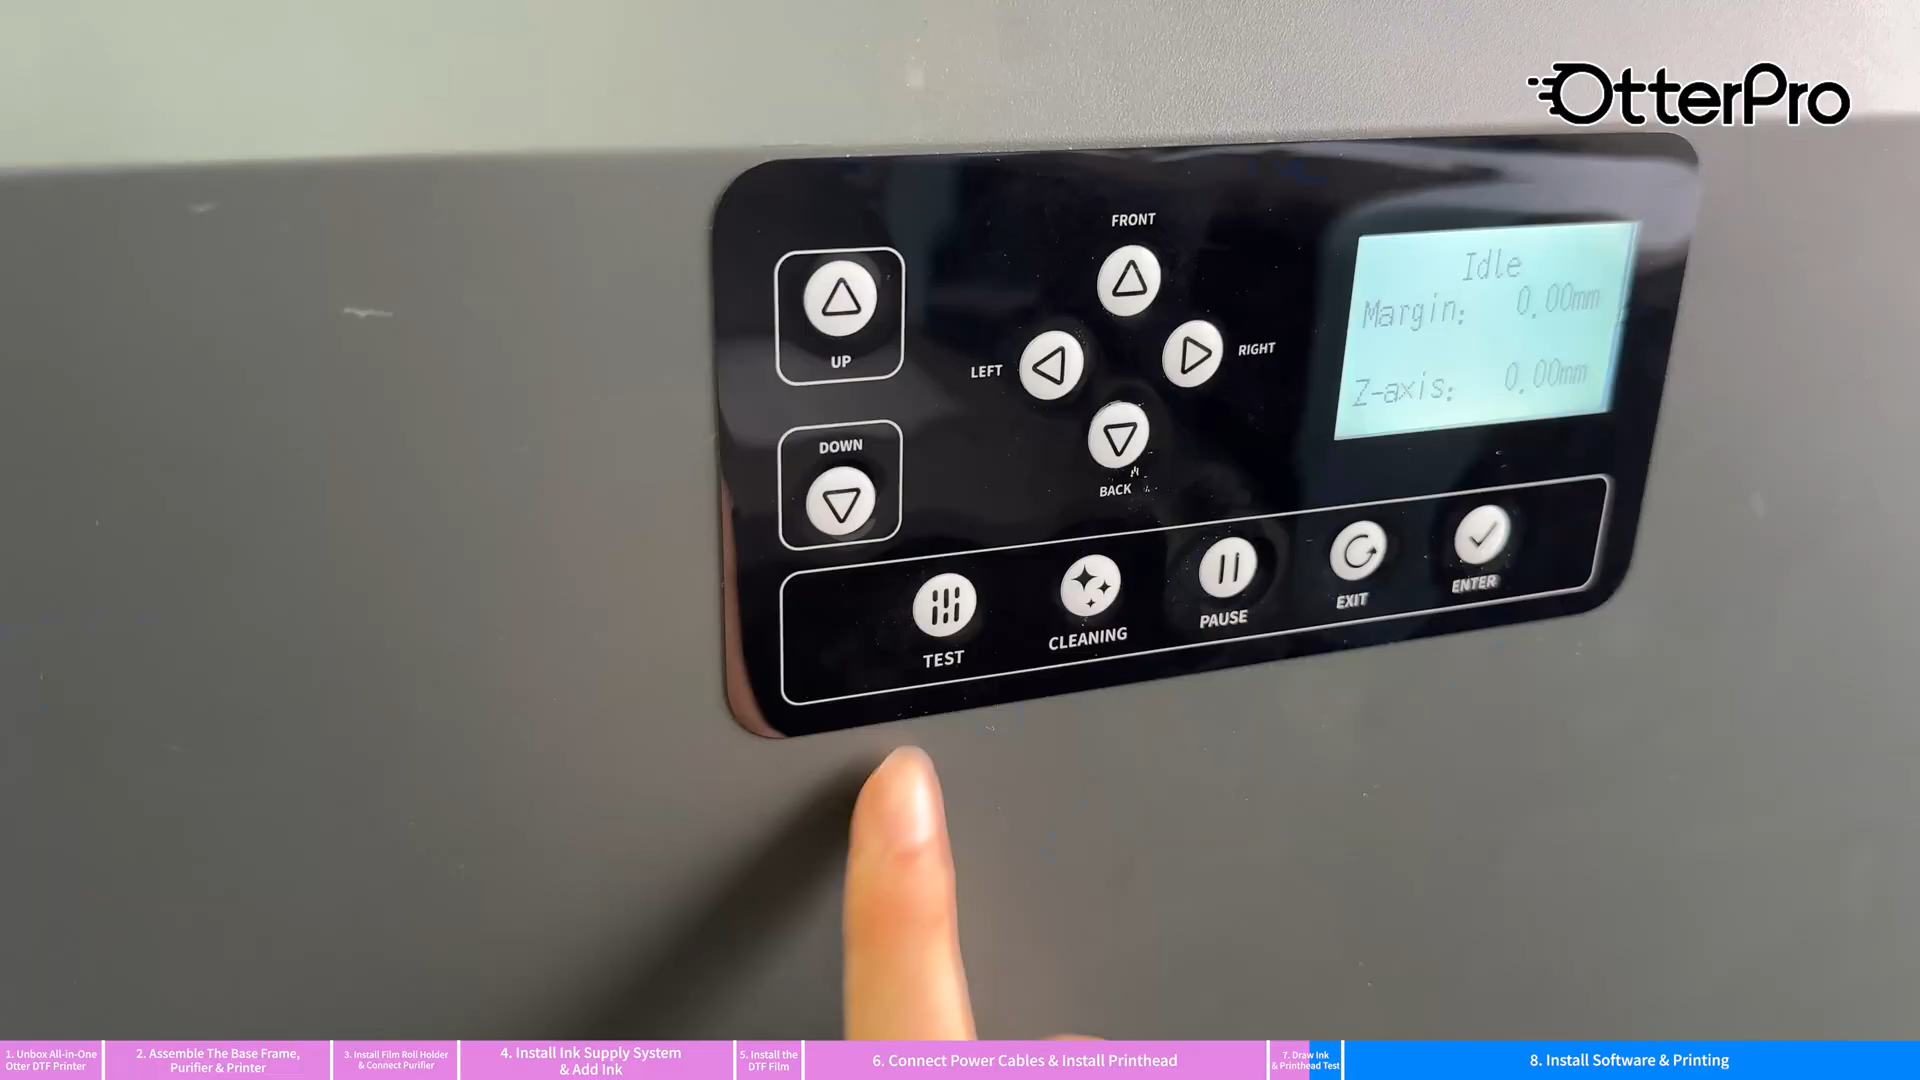 OtterPro
FRONT
UP
LEFT
RIGHT
DOWN
BACK
Idle
Margin: 0.00mm
Z-axis: 0.00mm
TEST
CLEANING
PAUSE
EXIT
ENTER
1. Unbox All-in-One
Otter DTF Printer
2. Assemble The Base Frame,
Purifier & Printer
3. Install Film Roll Holder
& Connect Purifier
4. Install Ink Supply System
& Add Ink
5. Install the
DTF Film
6. Connect Power Cables & Install Printhead
7. Draw Ink
& Printhead Test
8. Install Software & Printing